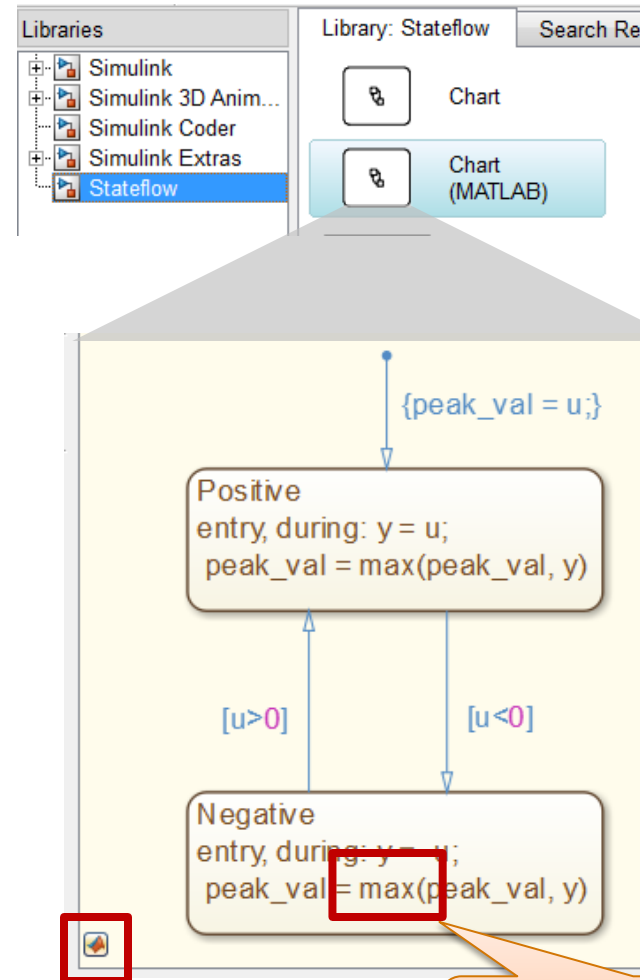 Libraries
Library: Stateflow
Search Re
Simulink
Simulink 3D Anim...
Simulink Coder
Simulink Extras
Stateflow
Chart
Chart
(MATLAB)
{peak_val = u;}
Positive
entry, during: y = u;
peak_val = max(peak_val, y)
[u>0]
[u<0]
Negative
entry, during: y = -u;
peak_val = max(peak_val, y)